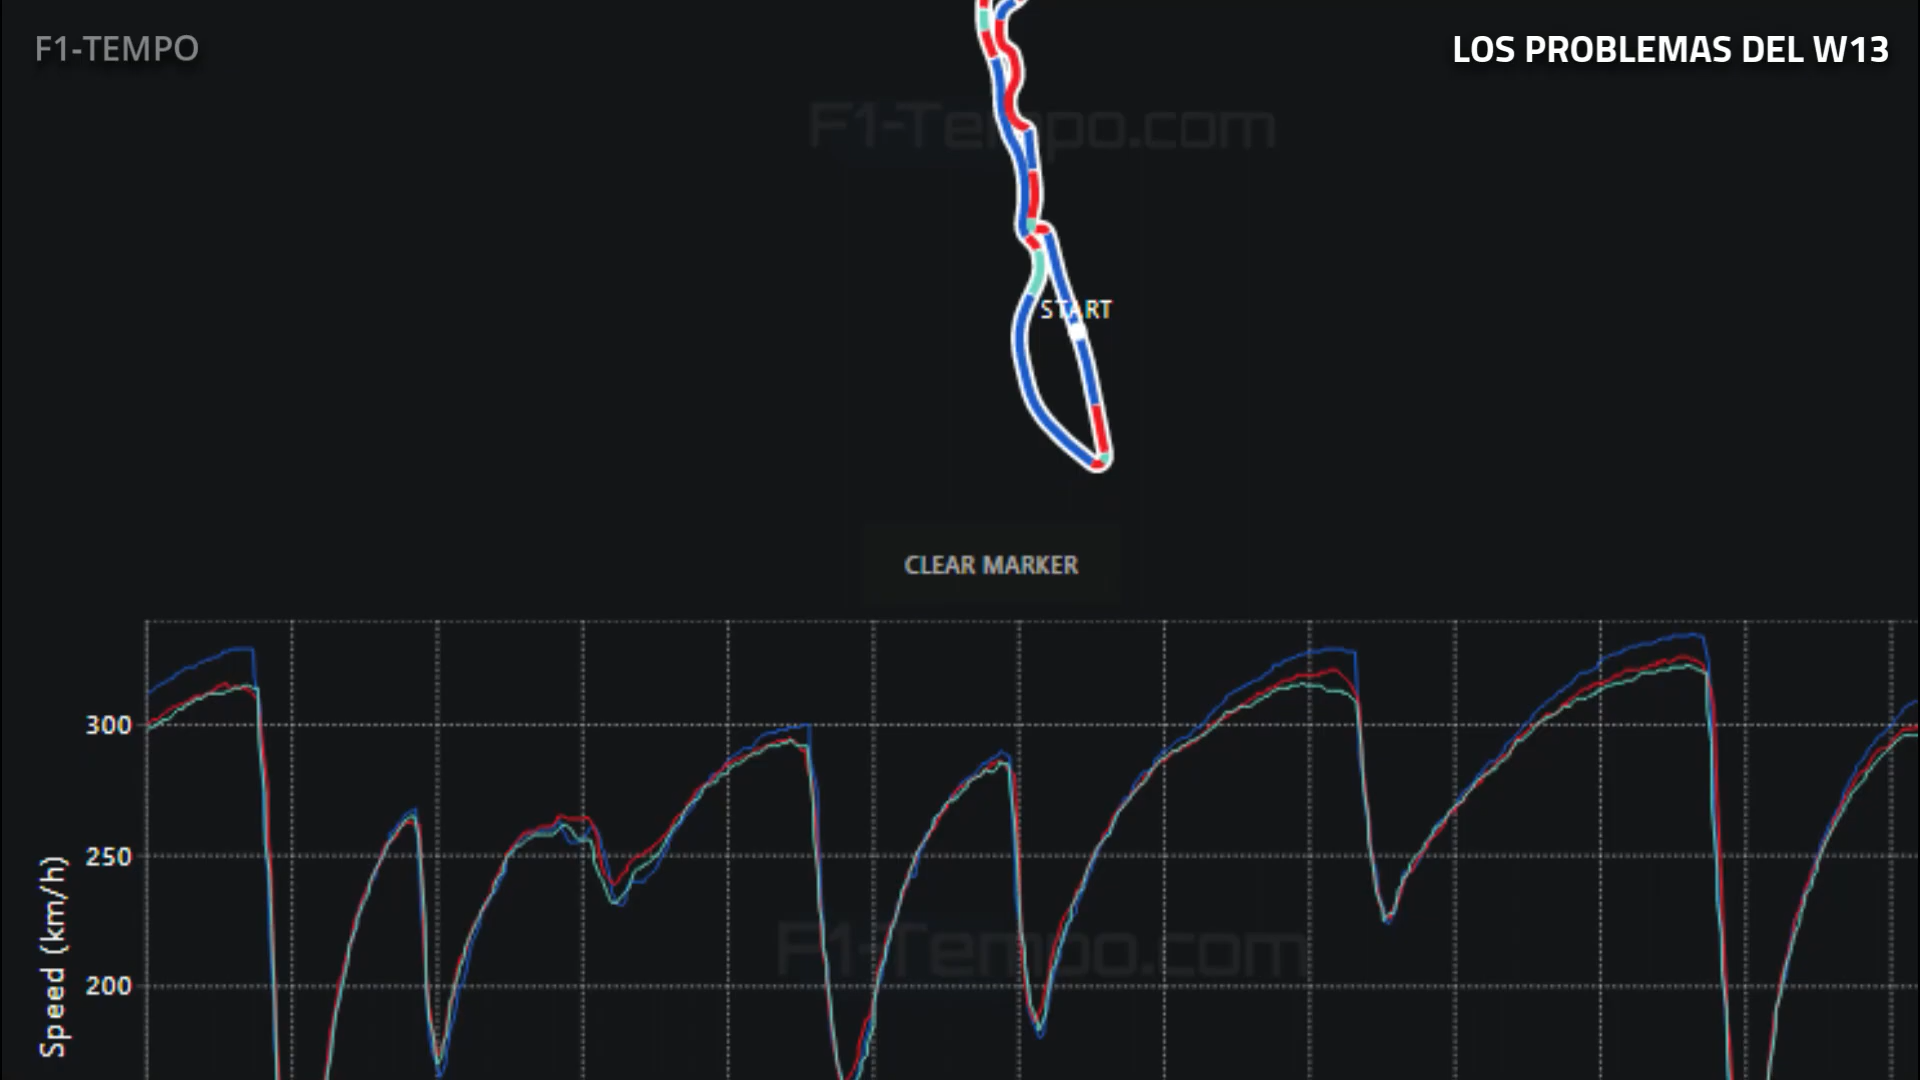 F1-TEMPO
LOS PROBLEMAS DEL W13
F1-Tempo.com
START
CLEAR MARKER
300
250
200
Speed (km/h)
F1-Tempo.com